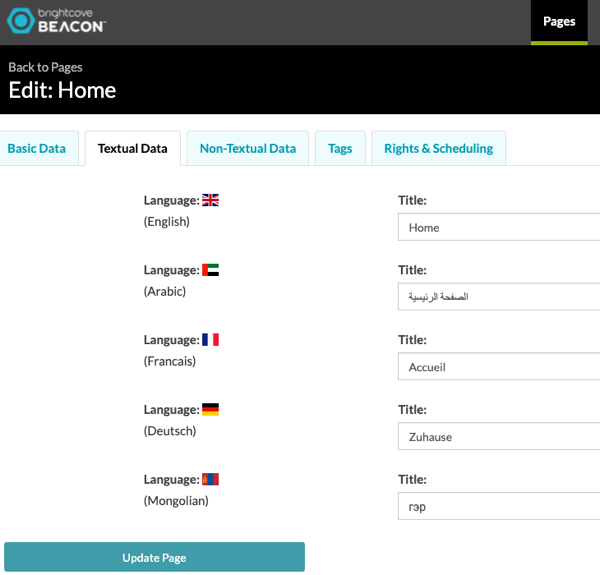 brightcove
BEACON™
Pages
Back to Pages
Edit: Home
Basic Data
Textual Data
Non-Textual Data
Tags
Rights & Scheduling
Language:
Title:
(English)
Home
Language:
Title:
(Arabic)
الصفحة الرئيسية
Language:
Title:
(Francais)
Accueil
Language:
Title:
(Deutsch)
Zuhause
Language:
Title:
(Mongolian)
гэр
Update Page